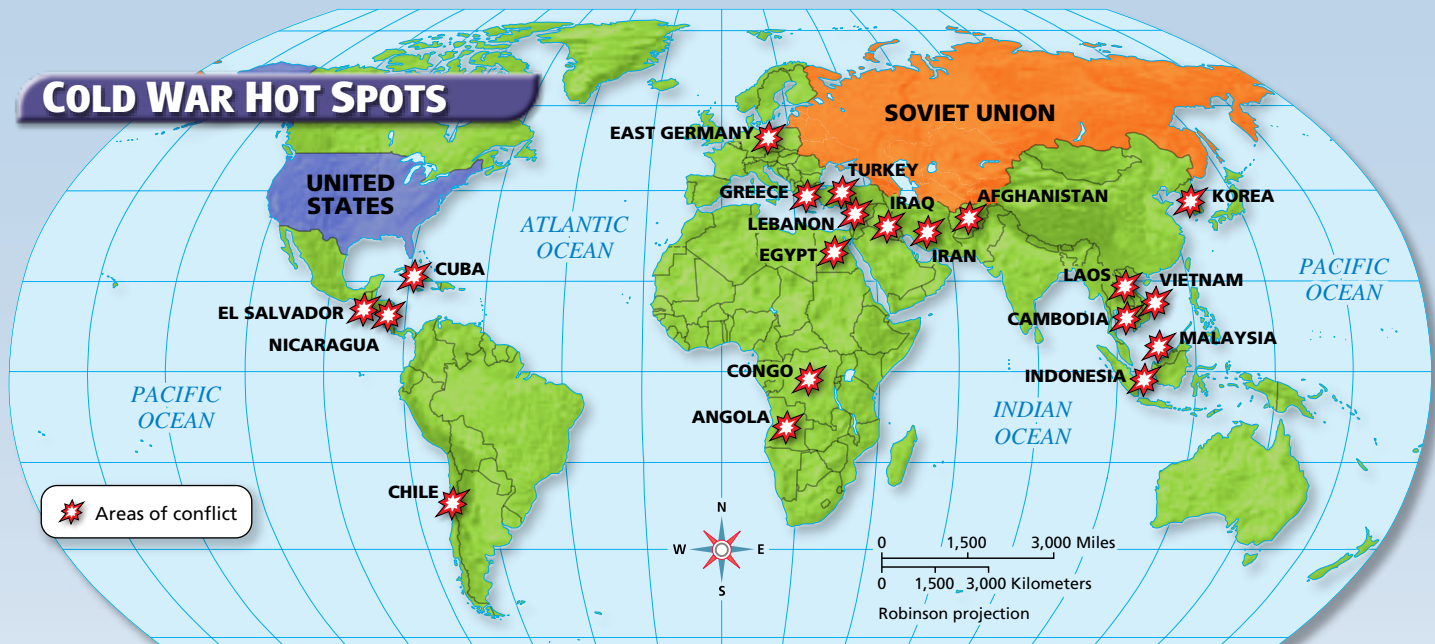 COLD WAR HOT SPOTS
SOVIET UNION
EAST GERMANY
UNITED
STATES
TURKEY
GREECE
IRAQ
AFGHANISTAN
KOREA
LEBANON
ATLANTIC
OCEAN
EGYPT
IRAN
CUBA
LAOS
VIETNAM
PACIFIC
OCEAN
EL SALVADOR
CAMBODIA
NICARAGUA
MALAYSIA
CONGO
INDONESIA
PACIFIC
OCEAN
ANGOLA
INDIAN
OCEAN
CHILE
Areas of conflict
N
W
E
S
0 1,500 3,000 Miles
0 1,500 3,000 Kilometers
Robinson projection